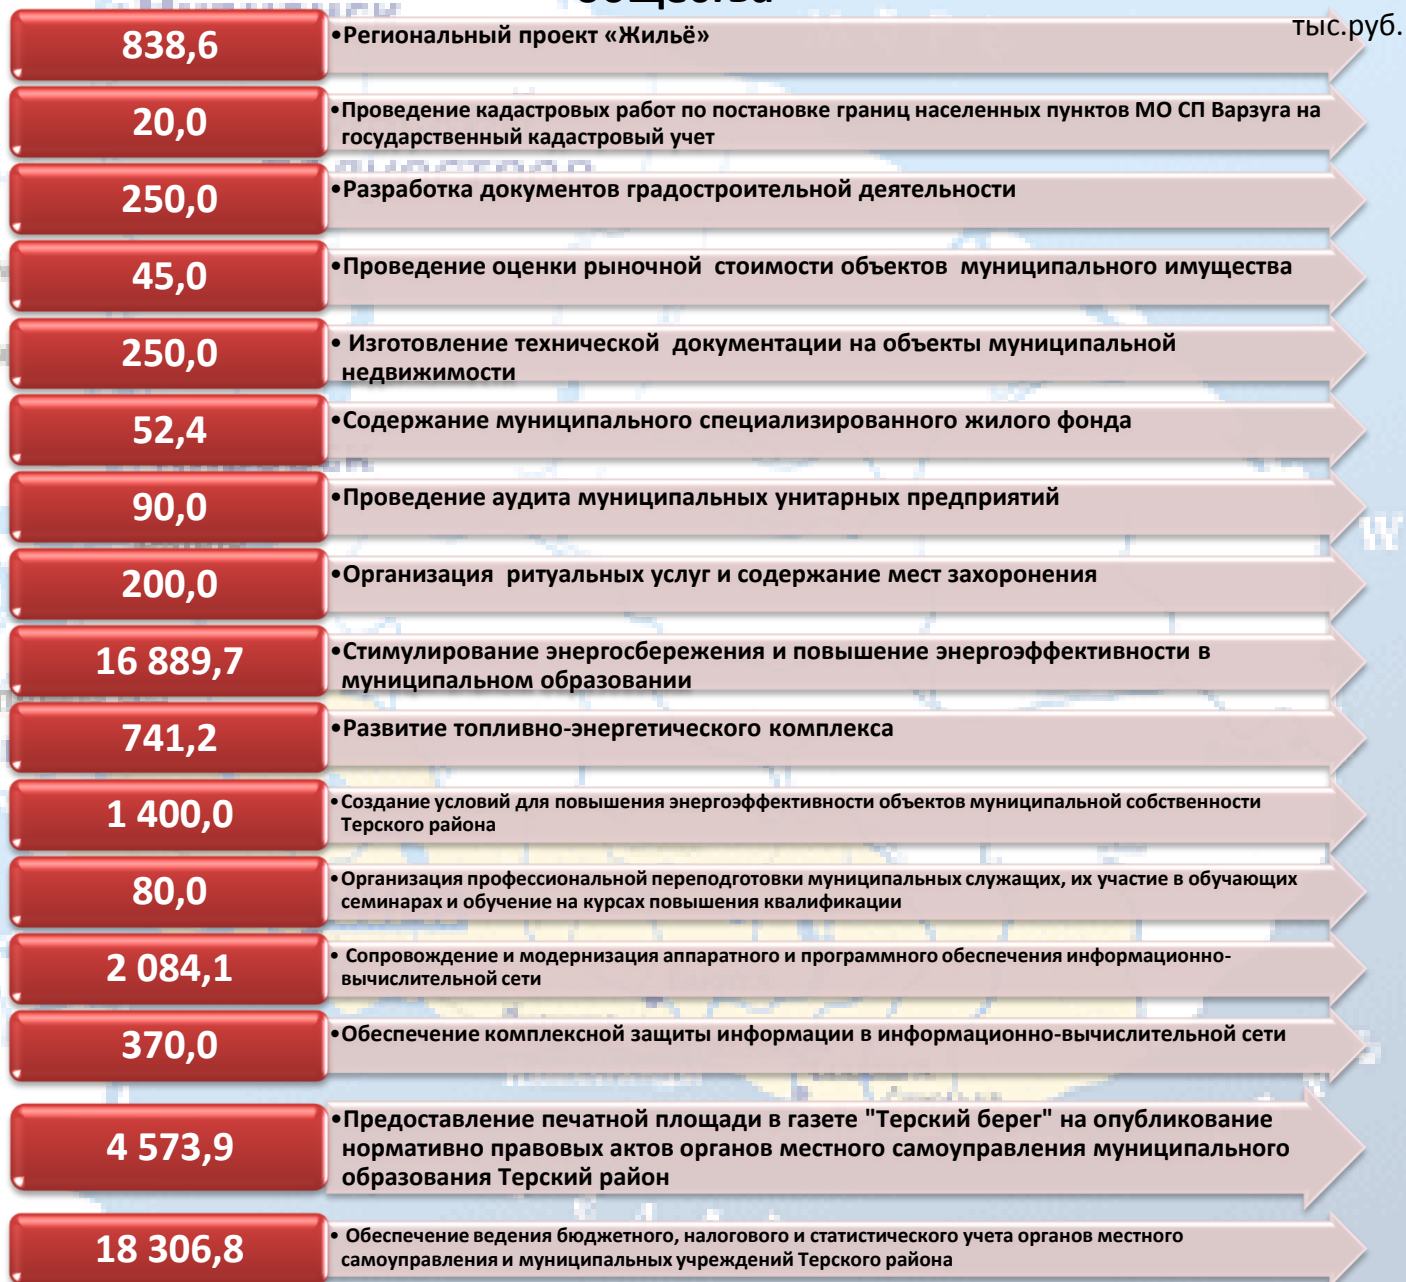 общества
тыс.руб.
838,6
•Региональный проект «Жильё»
20,0
•Проведение кадастровых работ по постановке границ населенных пунктов МО СП Варзуга на
государственный кадастровый учет
250,0
•Разработка документов градостроительной деятельности
45,0
•Проведение оценки рыночной стоимости объектов муниципального имущества
250,0
• Изготовление технической документации на объекты муниципальной
недвижимости
52,4
•Содержание муниципального специализированного жилого фонда
90,0
•Проведение аудита муниципальных унитарных предприятий
200,0
•Организация ритуальных услуг и содержание мест захоронения
16 889,7
•Стимулирование энергосбережения и повышение энергоэффективности в
муниципальном образовании
741,2
•Развитие топливно-энергетического комплекса
1 400,0
•Создание условий для повышения энергоэффективности объектов муниципальной собственности
Терского района
80,0
•Организация профессиональной переподготовки муниципальных служащих, их участие в обучающих
семинарах и обучение на курсах повышения квалификации
2 084,1
• Сопровождение и модернизация аппаратного и программного обеспечения информационно-
вычислительной сети
370,0
•Обеспечение комплексной защиты информации в информационно-вычислительной сети
4 573,9
•Предоставление печатной площади в газете "Терский берег" на опубликование
нормативно правовых актов органов местного самоуправления муниципального
образования Терский район
18 306,8
• Обеспечение ведения бюджетного, налогового и статистического учета органов местного
самоуправления и муниципальных учреждений Терского района